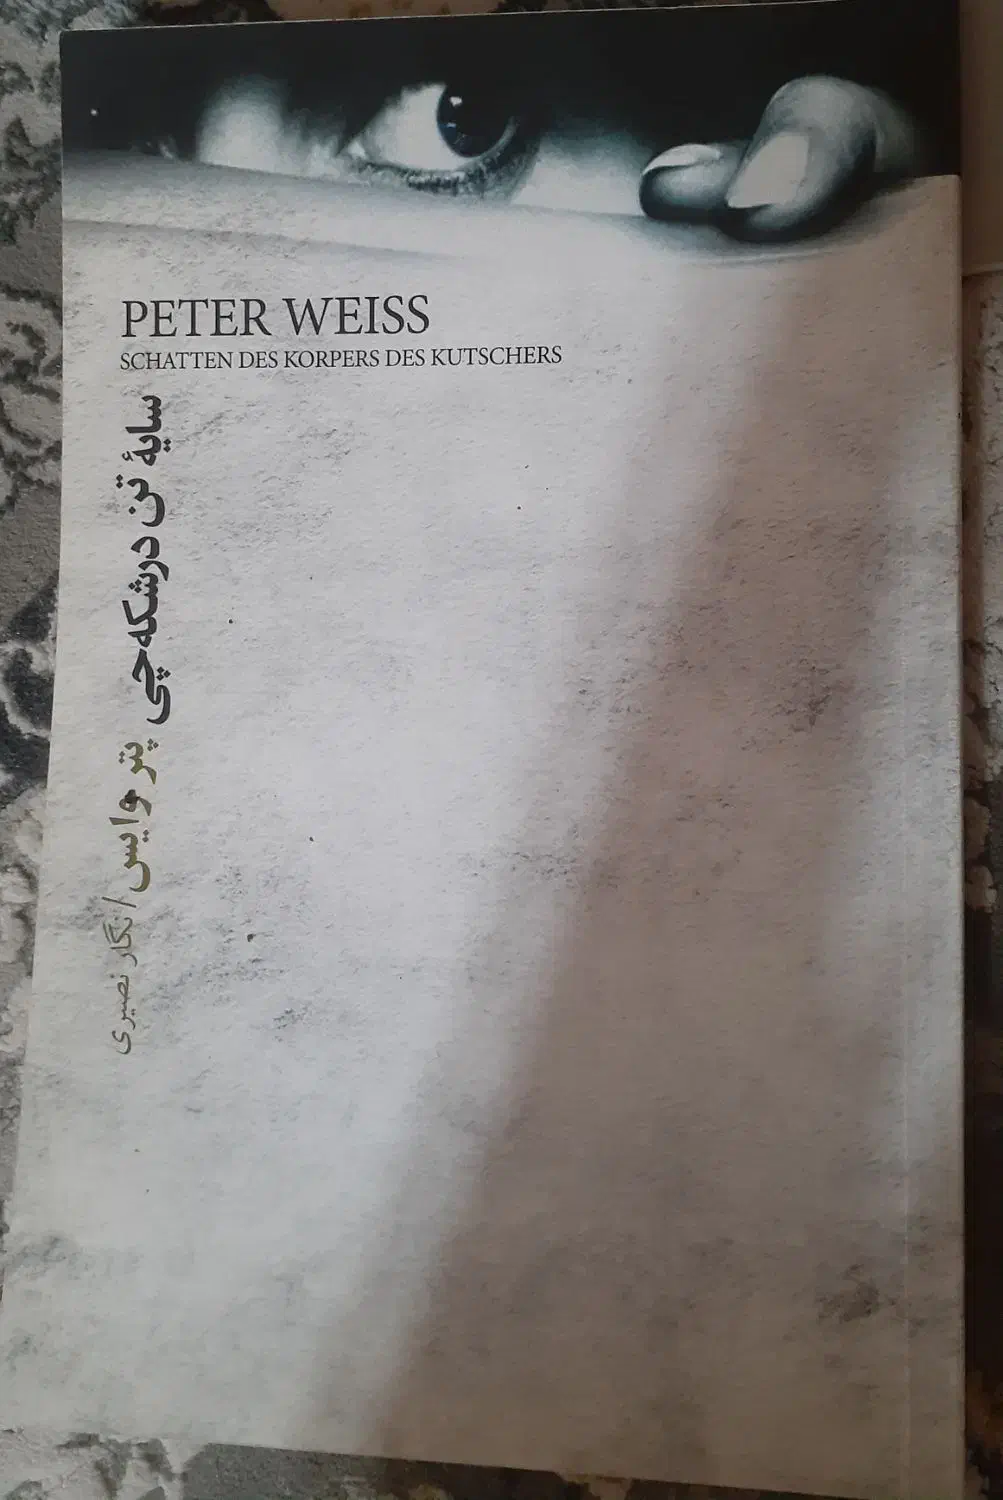 PETER WEISS
SCHATTEN DES KORPERS DES KUTSCHERS
سایهٔ تن درشکه‌چی
پتر وایس / نگار نصیری